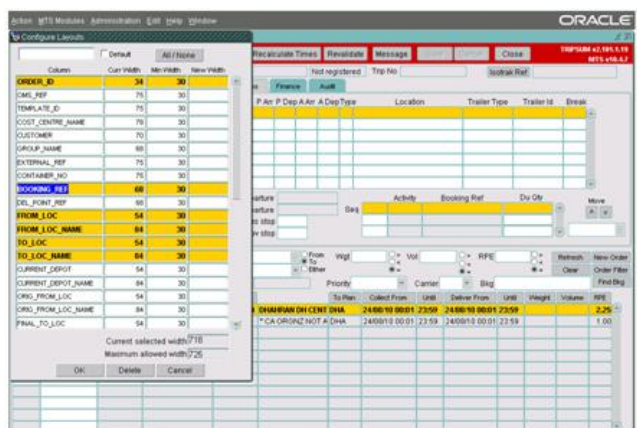 Action MTS Modules Administration Edit Help Window
ORACLE
Configure Layouts
Default All / None
Recalculate Times Revalidate Message Close
TRIPSUM
Column Curr Width Min Width New Width
Not registered Trip No Isotrak Ref
Finance Audit
P Arr P Dep A Arr A Dep Type Location Trailer Type Trailer Id Break
ORDER_ID 34 30
OMS_REF 75 30
TEMPLATE_ID 75 30
COST_CENTRE_NAME 70 30
CUSTOMER 70 30
GROUP_NAME 60 30
EXTERNAL_REF 75 30
CONTAINER_NO 75 30
BOOKING_REF 60 30
DEL_POINT_REF 60 30
FROM_LOC 54 30
FROM_LOC_NAME 84 30
TO_LOC 54 30
TO_LOC_NAME 84 30
CURRENT_DEPOT 54 30
CURRENT_DEPOT_NAME 84 30
ORIG_FROM_LOC 54 30
ORIG_FROM_LOC_NAME 84 30
FINAL_TO_LOC 54 30
Current selected width 718
Maximum allowed width 725
OK Delete Cancel
Activity Booking Ref Du Qty Move
Seq
From
To
Either
Wgt Vol RPE
Refresh New Order
Clear Order Filter
Priority Carrier Bkg Find Bkg
To Plan Collect From Until Deliver From Until Weight Volume RPE
DHAHRAN DH CENT DHA 24/08/10 00:01 23:59 24/08/10 00:01 23:59 2.25
* CA ORGNZ NOT A DHA 24/08/10 00:01 23:59 24/08/10 00:01 23:59 1.00